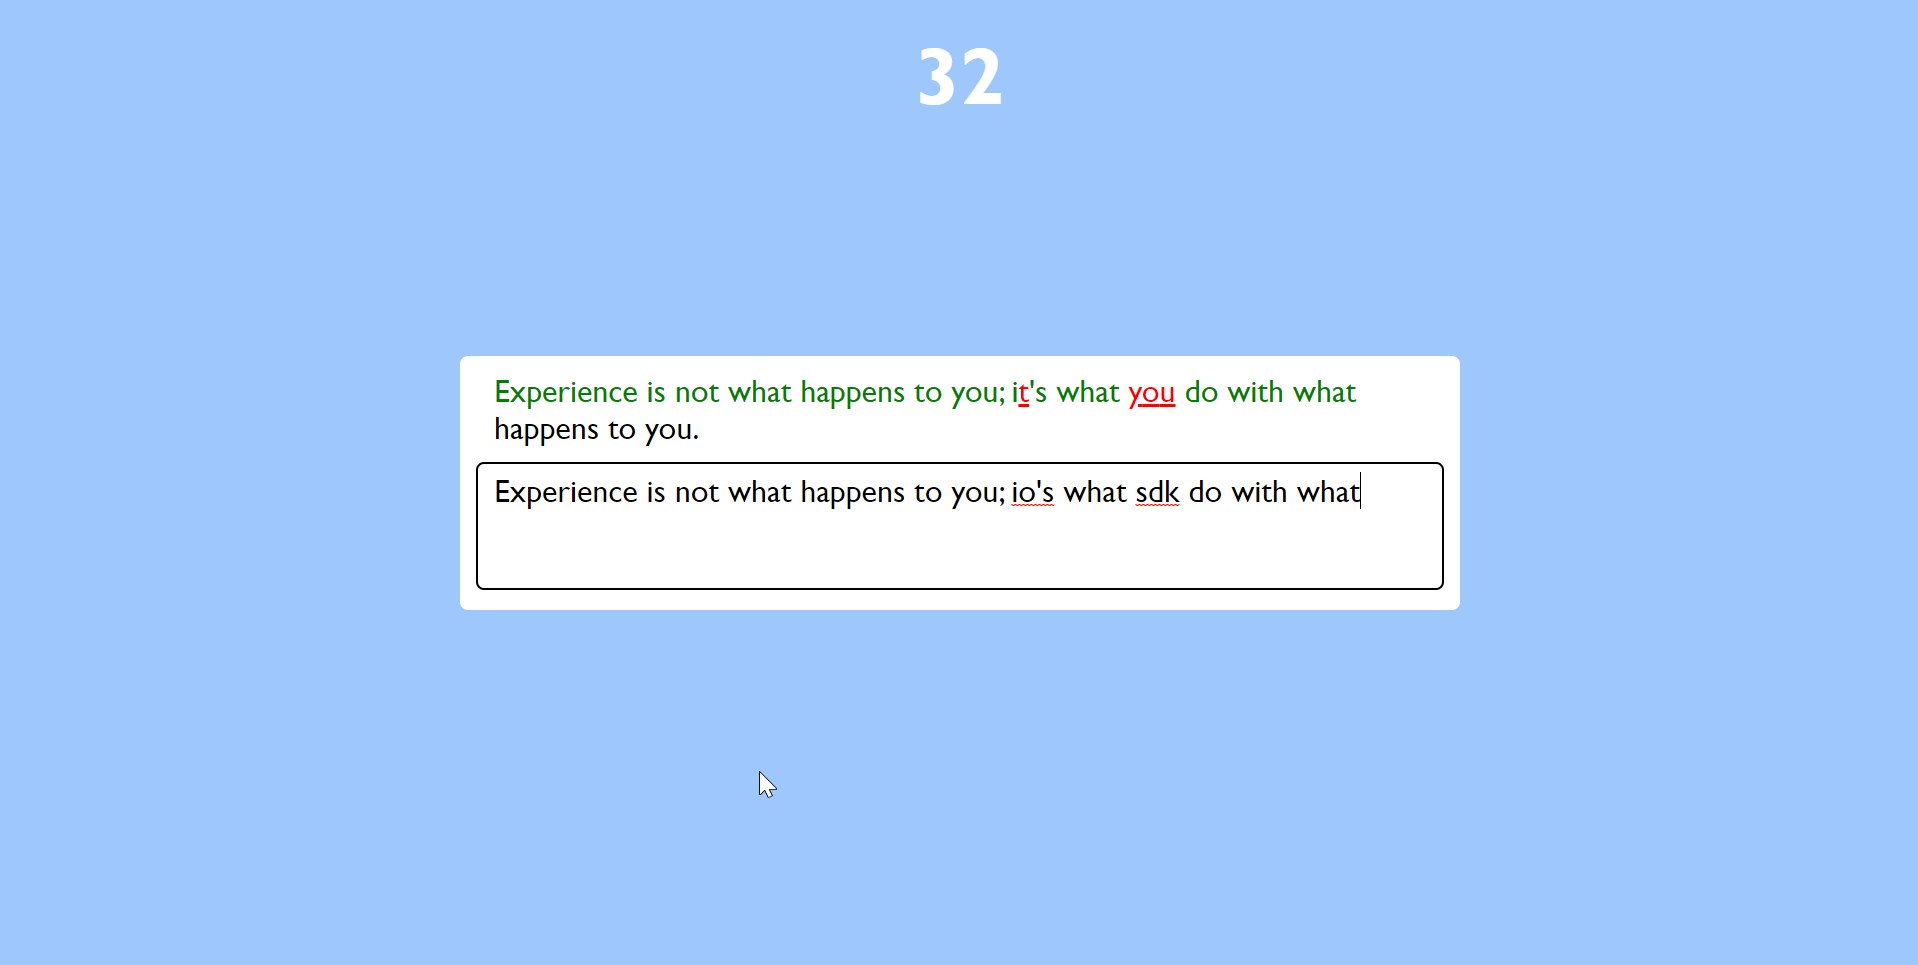 32
Experience is not what happens to you; it's what you do with what
happens to you.
Experience is not what happens to you; io's what sdk do with what